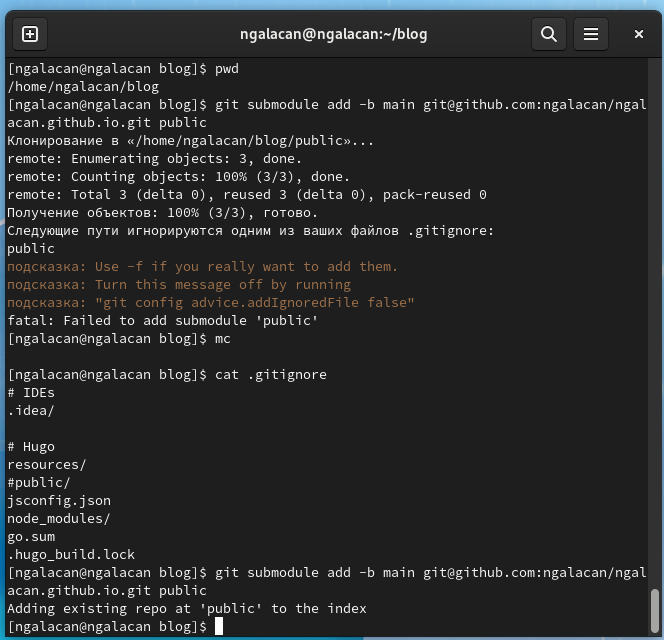 ngalacan@ngalacan:~/blog
[ngalacan@ngalacan blog]$ pwd
/home/ngalacan/blog
[ngalacan@ngalacan blog]$ git submodule add -b main git@github.com:ngalacan/ngal
acan.github.io.git public
Клонирование в «/home/ngalacan/blog/public»...
remote: Enumerating objects: 3, done.
remote: Counting objects: 100% (3/3), done.
remote: Total 3 (delta 0), reused 3 (delta 0), pack-reused 0
Получение объектов: 100% (3/3), готово.
Следующие пути игнорируются одним из ваших файлов .gitignore:
public
подсказка: Use -f if you really want to add them.
подсказка: Turn this message off by running
подсказка: "git config advice.addIgnoredFile false"
fatal: Failed to add submodule 'public'
[ngalacan@ngalacan blog]$ mc
[ngalacan@ngalacan blog]$ cat .gitignore
# IDEs
.idea/
# Hugo
resources/
#public/
jsconfig.json
node_modules/
go.sum
.hugo_build.lock
[ngalacan@ngalacan blog]$ git submodule add -b main git@github.com:ngalacan/ngal
acan.github.io.git public
Adding existing repo at 'public' to the index
[ngalacan@ngalacan blog]$